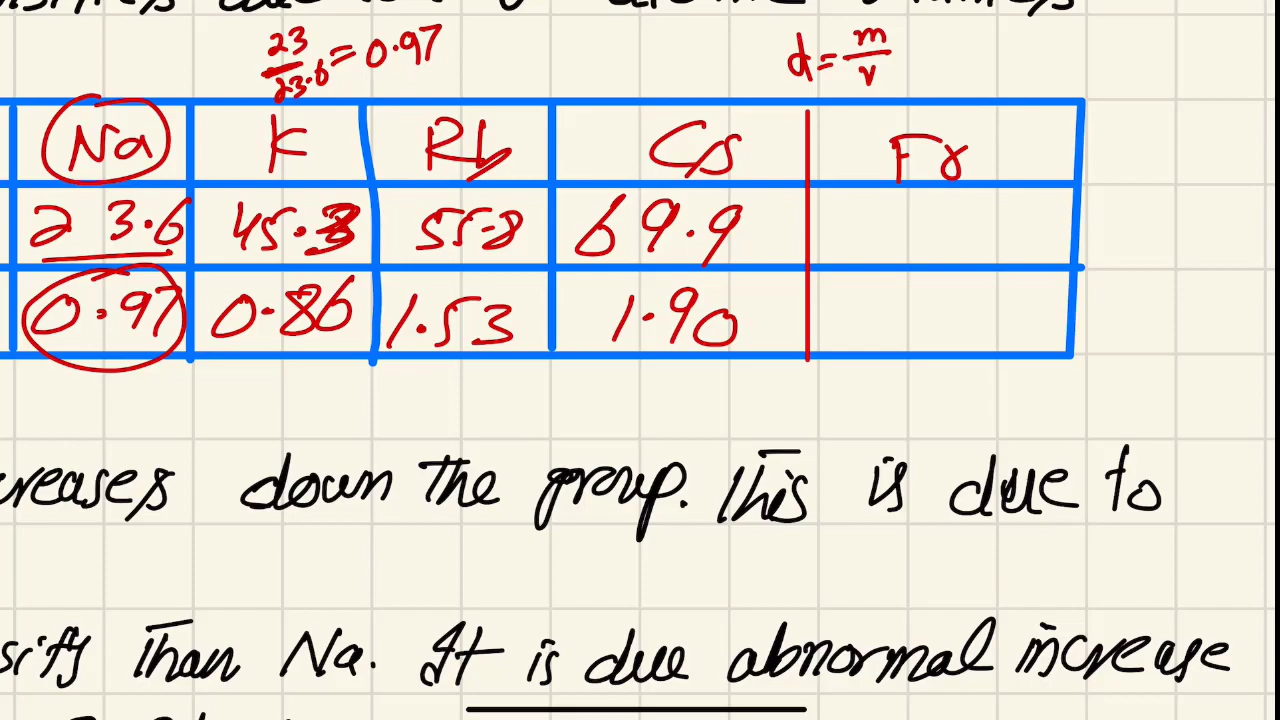 23/23.6 = 0.97 d = m/v
Na K Rb Cs Fr
23.6 45.3 55.8 69.9
0.97 0.86 1.53 1.90
creases down the group. This is due to
sity than Na. It is due abnormal increase